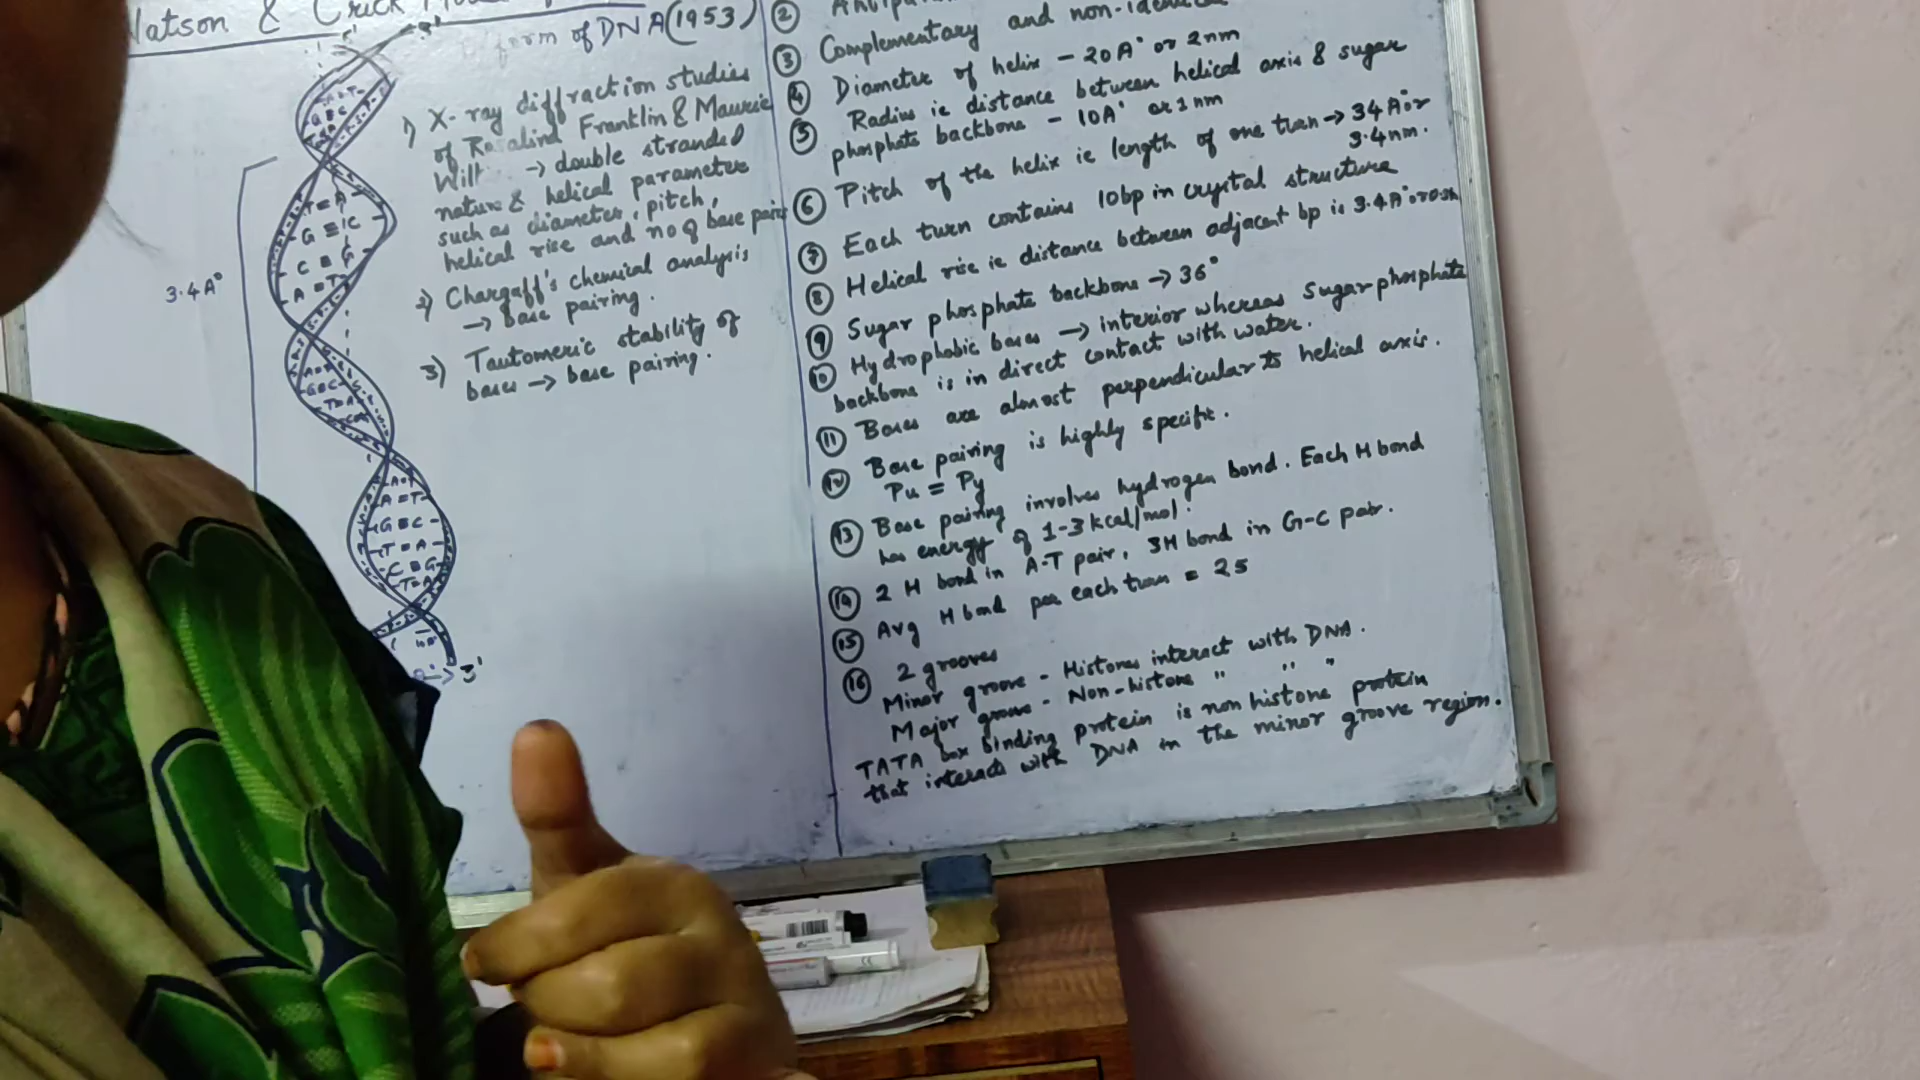 Watson & Crick
form of DNA (1953)
3'
5'
A = T
G ≡ C
T = A
G ≡ C
C ≡ G
A = T
3.4A°
G ≡ C
T = A
A = T
G ≡ C
T = A
C ≡ G
T = A
3'
1) X-ray diffraction studies
of Rosalind Franklin & Mauric
Will -> double stranded
nature & helical parameter
such as diameter, pitch,
helical rise and no of base pairs
2) Chargaff's chemical analysis
-> base pairing.
3) Tautomeric stability of
bases -> base pairing.
②
③ Complementary and
④ Diameter of helix - 20A° or 2nm
⑤ Radius ie distance between helical axis & sugar
phosphate backbone - 10A° or 1nm
⑥ Pitch of the helix ie length of one turn -> 34A° or
3.4nm.
⑦ Each turn contains 10bp in crystal structure
⑧ Helical rise ie distance between adjacent bp is 3.4A° or
⑨ Sugar phosphate backbone -> 36°
⑩ Hydrophobic bases -> interior whereas sugar phosphate
backbone is in direct contact with water.
⑪ Bases are almost perpendicular to helical axis.
⑫ Base pairing is highly specific.
Pu = Py
⑬ Base pairing involves hydrogen bond. Each H bond
has energy of 1-3 kcal/mol.
⑭ 2 H bond in A-T pair, 3H bond in G-C pair.
⑮ Avg H bond per each turn = 25
⑯ 2 grooves
Minor groove - Histones interact with DNA.
Major groove - Non-histone " " "
TATA box binding protein is non histone protein
that interacts with DNA in the minor groove region.